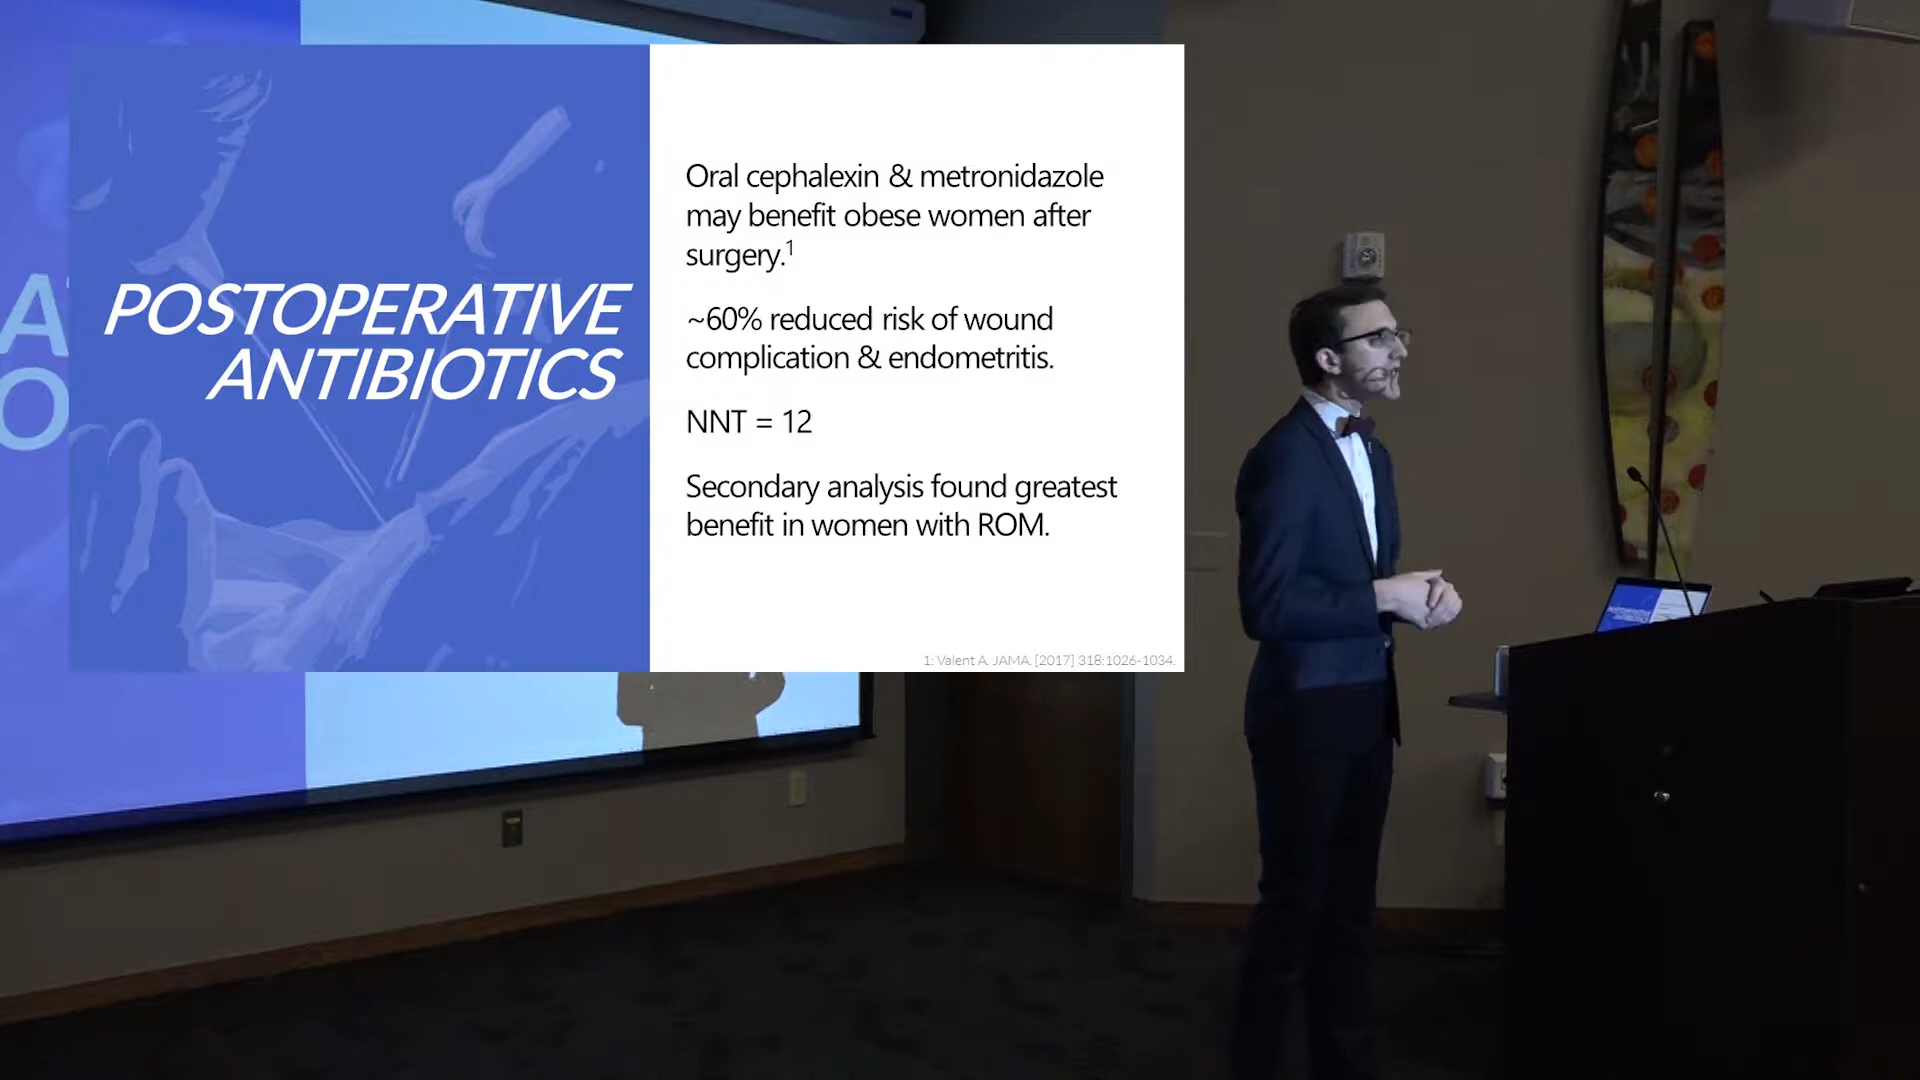 POSTOPERATIVE
ANTIBIOTICS
Oral cephalexin & metronidazole
may benefit obese women after
surgery.1
~60% reduced risk of wound
complication & endometritis.
NNT = 12
Secondary analysis found greatest
benefit in women with ROM.
1: Valent A. JAMA. [2017] 318:1026-1034.
A
O